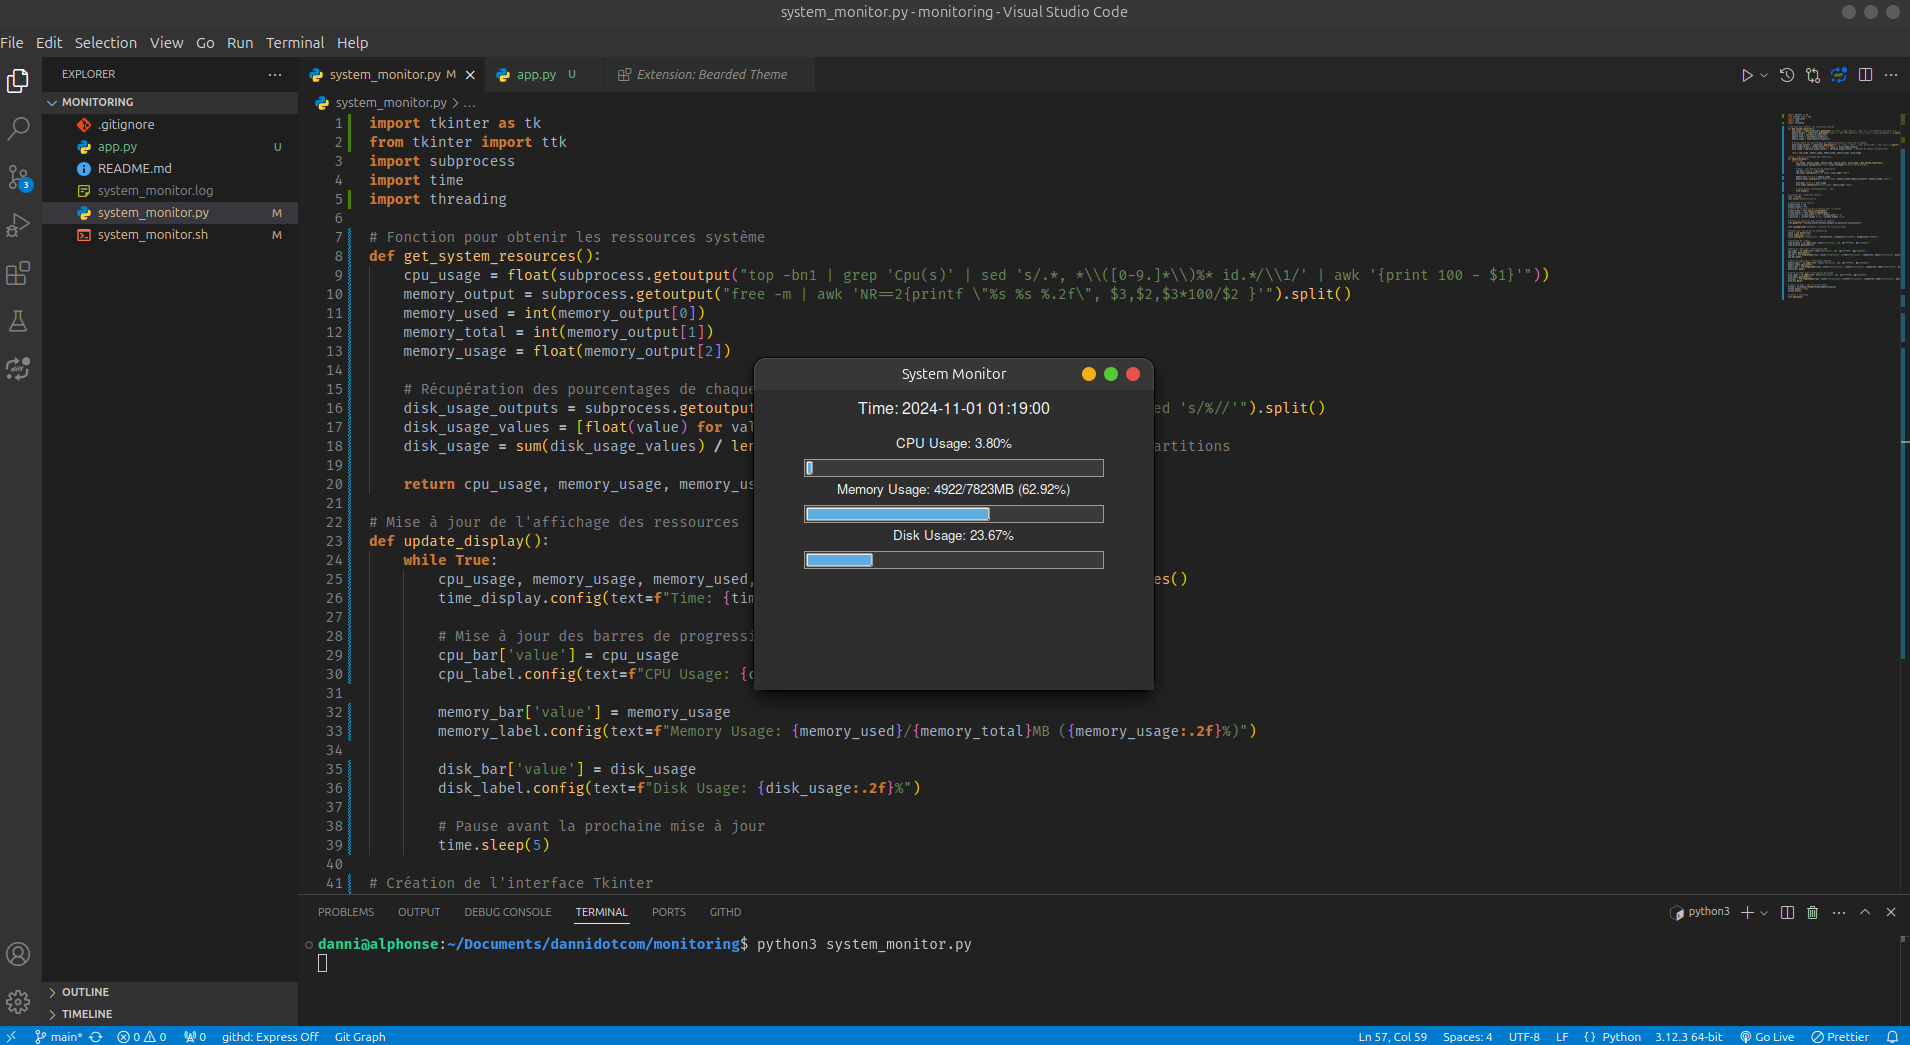 system_monitor.py - monitoring - Visual Studio Code
File Edit Selection View Go Run Terminal Help
EXPLORER
MONITORING
.gitignore
app.py U
README.md
system_monitor.log
system_monitor.py M
system_monitor.sh M
OUTLINE
TIMELINE
3
diff
system_monitor.py M app.py U Extension: Bearded Theme
system_monitor.py > ...
1 import tkinter as tk
2 from tkinter import ttk
3 import subprocess
4 import time
5 import threading
6
7 # Fonction pour obtenir les ressources système
8 def get_system_resources():
9 cpu_usage = float(subprocess.getoutput("top -bn1 | grep 'Cpu(s)' | sed 's/.*, *\\([0-9.]*\\)%* id.*/\\1/' | awk '{print 100 - $1}'"))
10 memory_output = subprocess.getoutput("free -m | awk 'NR==2{printf \"%s %s %.2f\", $3,$2,$3*100/$2 }'").split()
11 memory_used = int(memory_output[0])
12 memory_total = int(memory_output[1])
13 memory_usage = float(memory_output[2])
14
15 # Récupération des pourcentages de chaque
16 disk_usage_outputs = subprocess.getoutput ed 's/%//'").split()
17 disk_usage_values = [float(value) for val
18 disk_usage = sum(disk_usage_values) / len artitions
19
20 return cpu_usage, memory_usage, memory_us
21
22 # Mise à jour de l'affichage des ressources
23 def update_display():
24 while True:
25 cpu_usage, memory_usage, memory_used, es()
26 time_display.config(text=f"Time: {tim
27
28 # Mise à jour des barres de progressi
29 cpu_bar['value'] = cpu_usage
30 cpu_label.config(text=f"CPU Usage: {c
31
32 memory_bar['value'] = memory_usage
33 memory_label.config(text=f"Memory Usage: {memory_used}/{memory_total}MB ({memory_usage:.2f}%)")
34
35 disk_bar['value'] = disk_usage
36 disk_label.config(text=f"Disk Usage: {disk_usage:.2f}%")
37
38 # Pause avant la prochaine mise à jour
39 time.sleep(5)
40
41 # Création de l'interface Tkinter
System Monitor
Time: 2024-11-01 01:19:00
CPU Usage: 3.80%
Memory Usage: 4922/7823MB (62.92%)
Disk Usage: 23.67%
PROBLEMS OUTPUT DEBUG CONSOLE TERMINAL PORTS GITHD
python3
danni@alphonse:~/Documents/dannidotcom/monitoring$ python3 system_monitor.py
main* 0 0 0 githd: Express Off Git Graph
Ln 57, Col 59 Spaces: 4 UTF-8 LF {} Python 3.12.3 64-bit Go Live Prettier